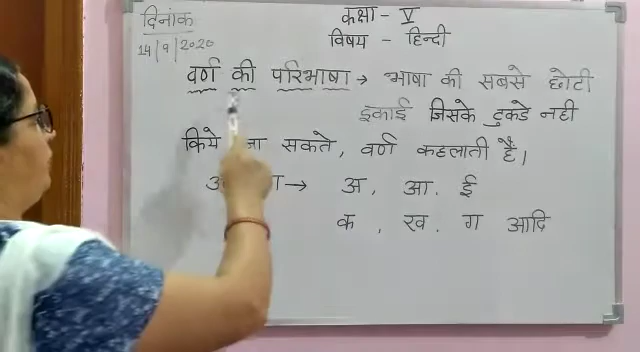 दिनांक
14/9/2020
कक्षा - V
विषय - हिन्दी
वर्ण की परिभाषा → भाषा की सबसे छोटी
इकाई जिसके टुकडे नही
किये जा सकते, वर्ण कहलाती है।
→ अ, आ. ई
क, ख. ग आदि